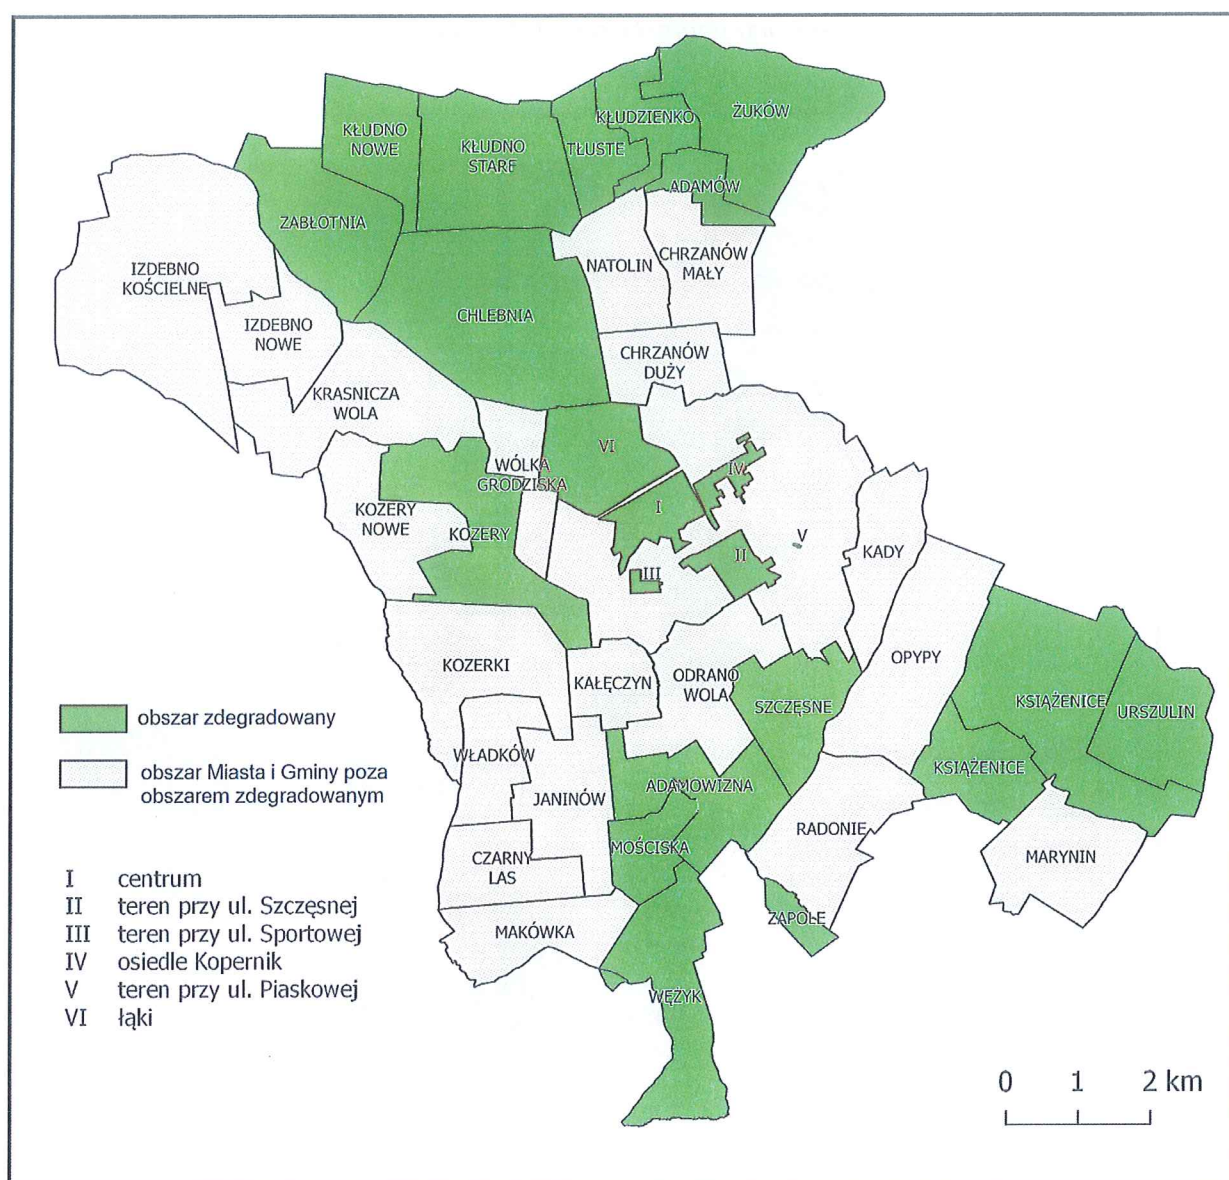 ŻUKÓW
KŁUDZIENKO
KŁUDNO
NOWE
KŁUDNO
STARE
TŁUSTE
ADAMÓW
ZABŁOTNIA
IZDEBNO
KOŚCIELNE
NATOLIN
CHRZANÓW
MAŁY
IZDEBNO
NOWE
CHLEBNIA
CHRZANÓW
DUŻY
KRASNICZA
WOLA
VI
WÓLKA
GRODZISKA
IV
I
KOZERY
NOWE
KOZERY
V
II
III
KADY
KOZERKI
KAŁĘCZYN
ODRANO
WOLA
OPYPY
SZCZĘSNE
KSIĄŻENICE
URSZULIN
WŁADKÓW
KSIĄŻENICE
ADAMOWIZNA
JANINÓW
RADONIE
MOŚCISKA
CZARNY
LAS
MARYNIN
ZAPOLE
MAKÓWKA
WĘŻYK
obszar zdegradowany
obszar Miasta i Gminy poza
obszarem zdegradowanym
I centrum
II teren przy ul. Szczęsnej
III teren przy ul. Sportowej
IV osiedle Kopernik
V teren przy ul. Piaskowej
VI łąki
0 1 2 km